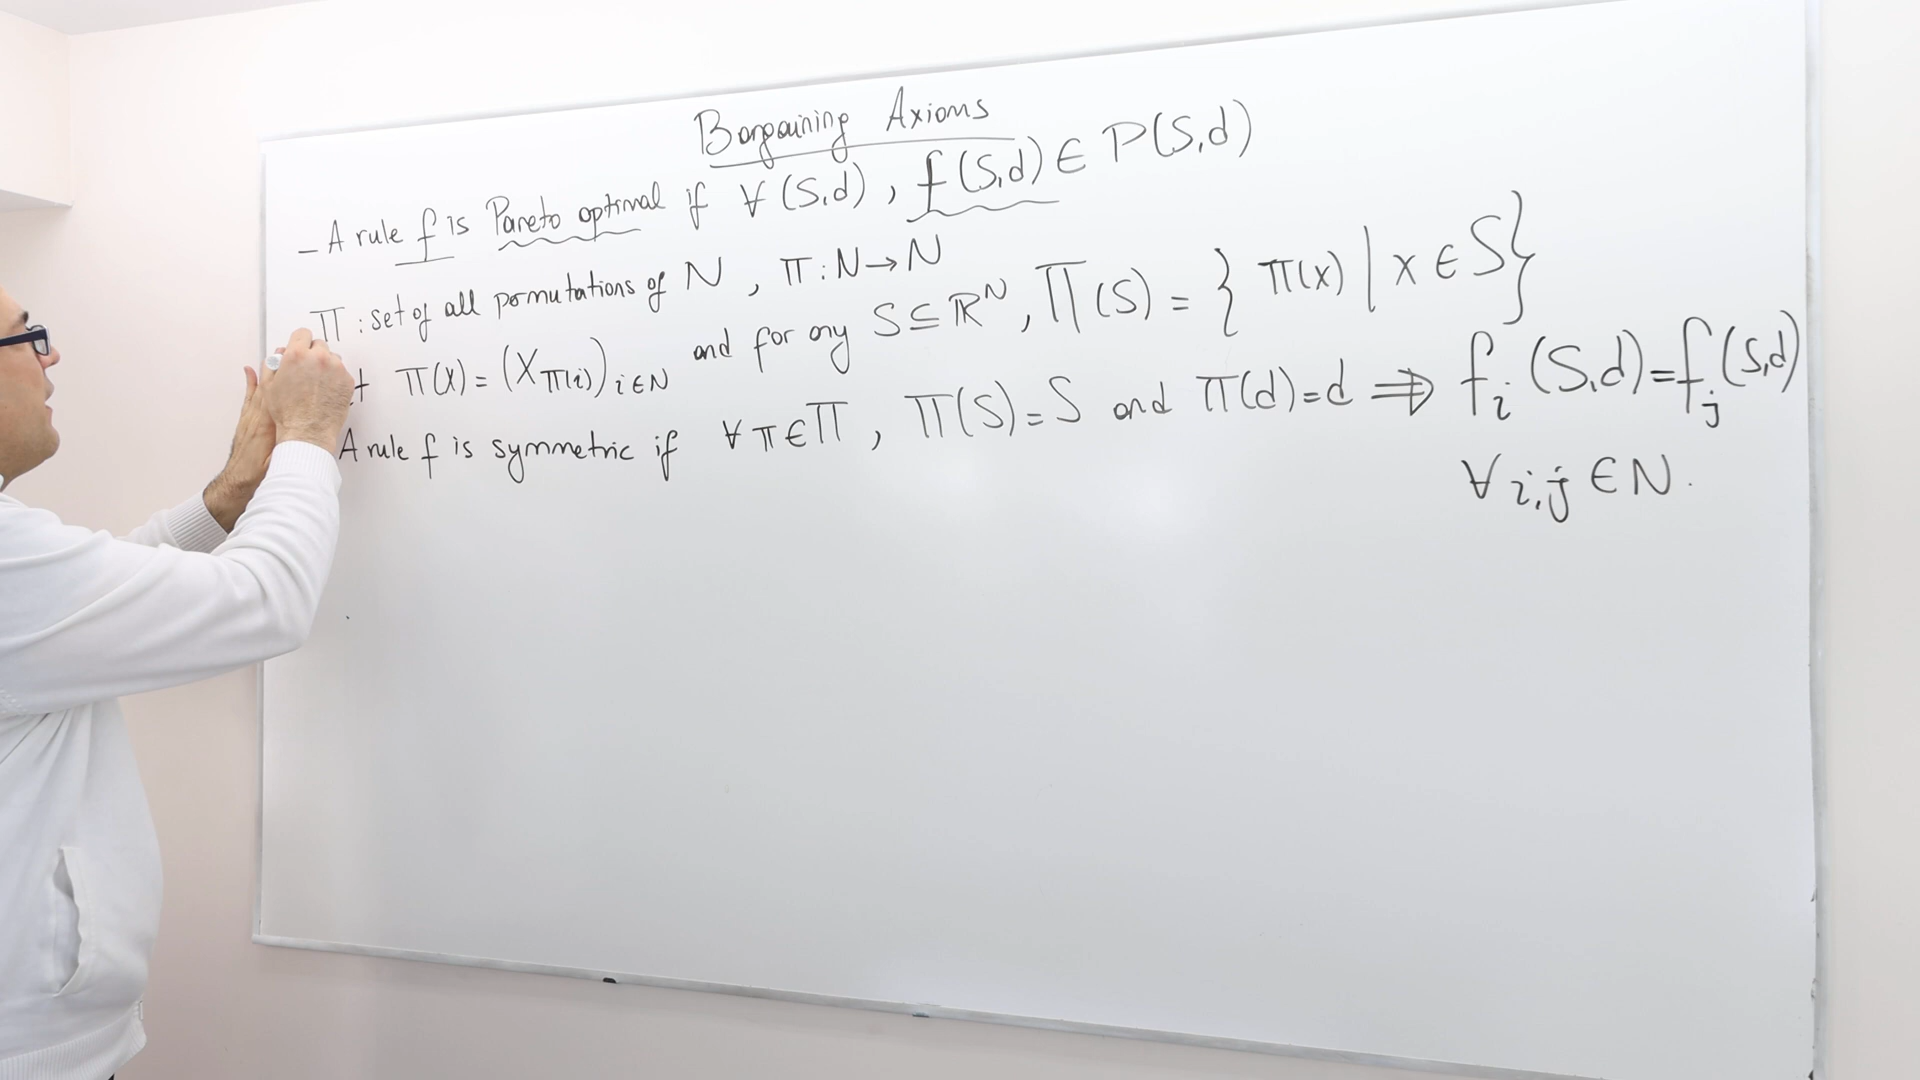 Bargaining Axioms
- A rule f is Pareto optimal if ∀ (S,d) , f(S,d) ∈ P(S,d)
Π : set of all permutations of N , π : N → N
π(x) = (x_π(i))_i∈N and for any S ⊆ ℝ^N , Π(S) = { π(x) | x ∈ S }
A rule f is symmetric if ∀ π ∈ Π , Π(S) = S and π(d) = d ⇒ f_i (S,d) = f_j (S,d)
∀ i,j ∈ N .